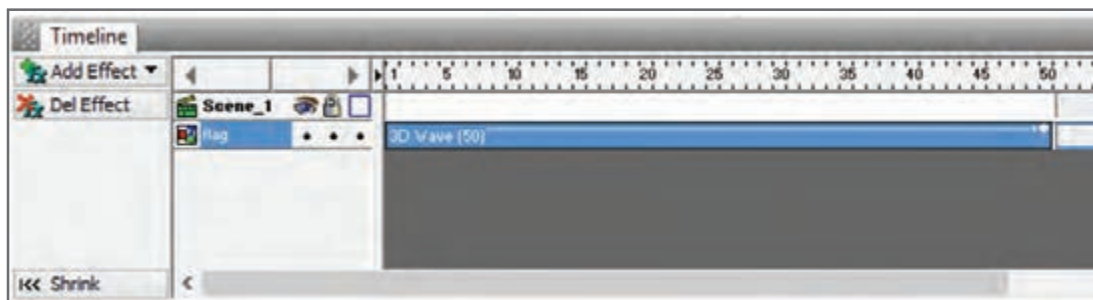 Timeline
Add Effect
1 5 10 15 20 25 30 35 40 45 50
Del Effect
Scene_1
flag
3D Wave (50)
Shrink